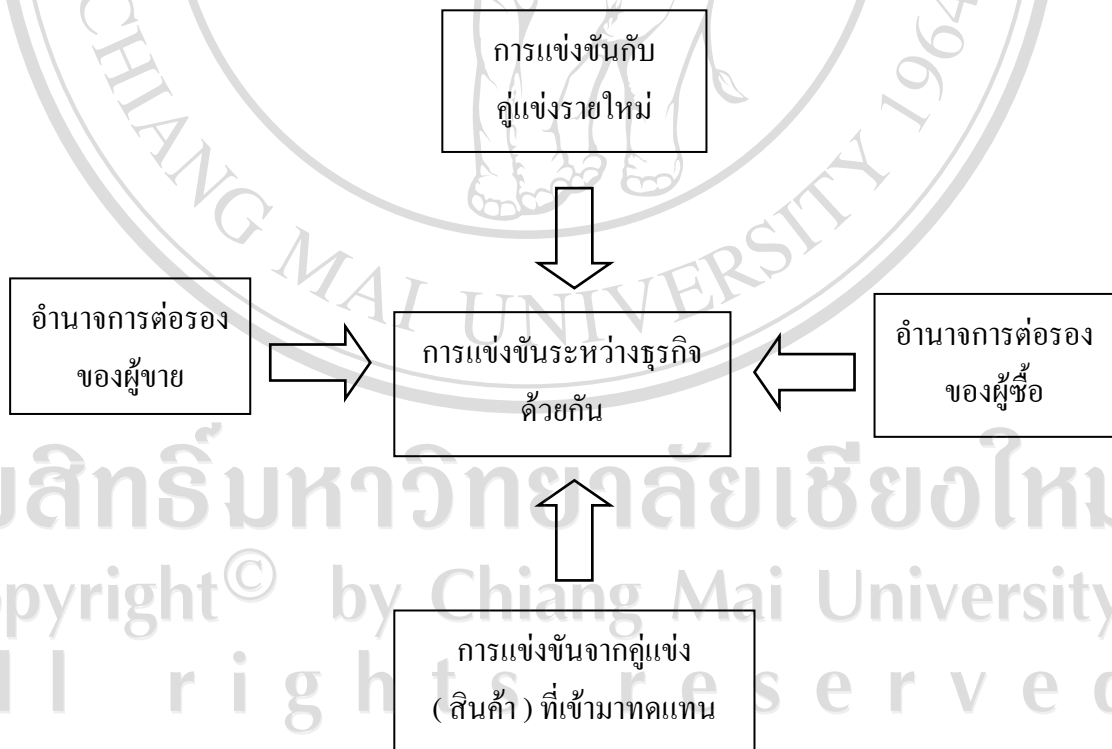 การแข่งขันกับ
คู่แข่งรายใหม่
CHIANG MAI UNIVERSITY 1964
อำนาจการต่อรอง
ของผู้ขาย
การแข่งขันระหว่างธุรกิจ
ด้วยกัน
อำนาจการต่อรอง
ของผู้ซื้อ
มหาวิทยาลัยเชียงใหม
by Chiang Mai University
การแข่งขันจากคู่แข่ง
( สินค้า ) ที่เข้ามาทดแทน
rights reserved